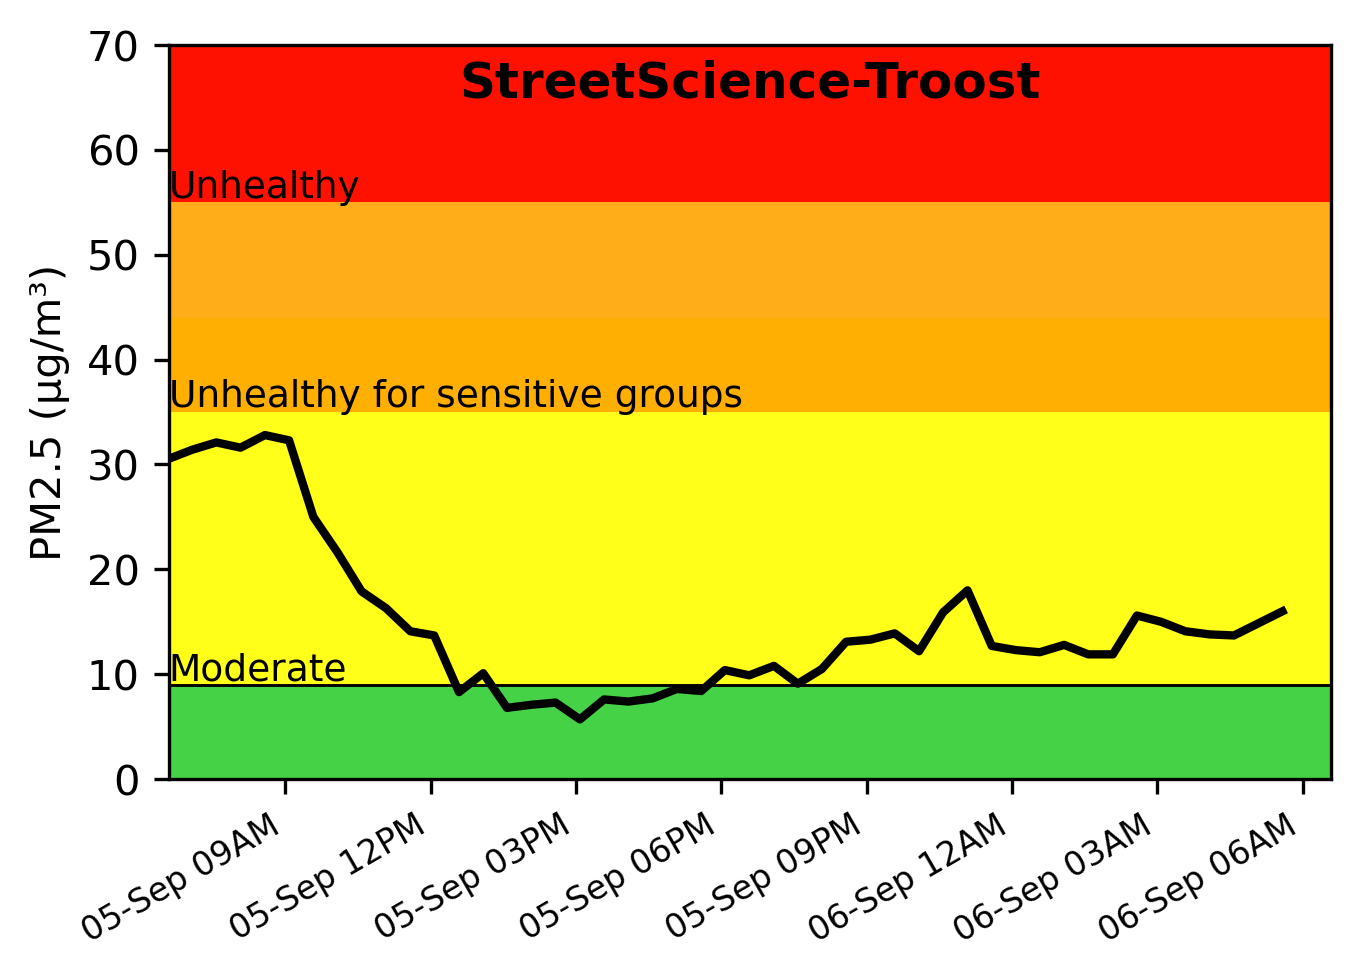 StreetScience-Troost
70
60
50
40
30
20
10
0
PM2.5 (μg/m³)
Unhealthy
Unhealthy for sensitive groups
Moderate
05-Sep 09AM
05-Sep 12PM
05-Sep 03PM
05-Sep 06PM
05-Sep 09PM
06-Sep 12AM
06-Sep 03AM
06-Sep 06AM